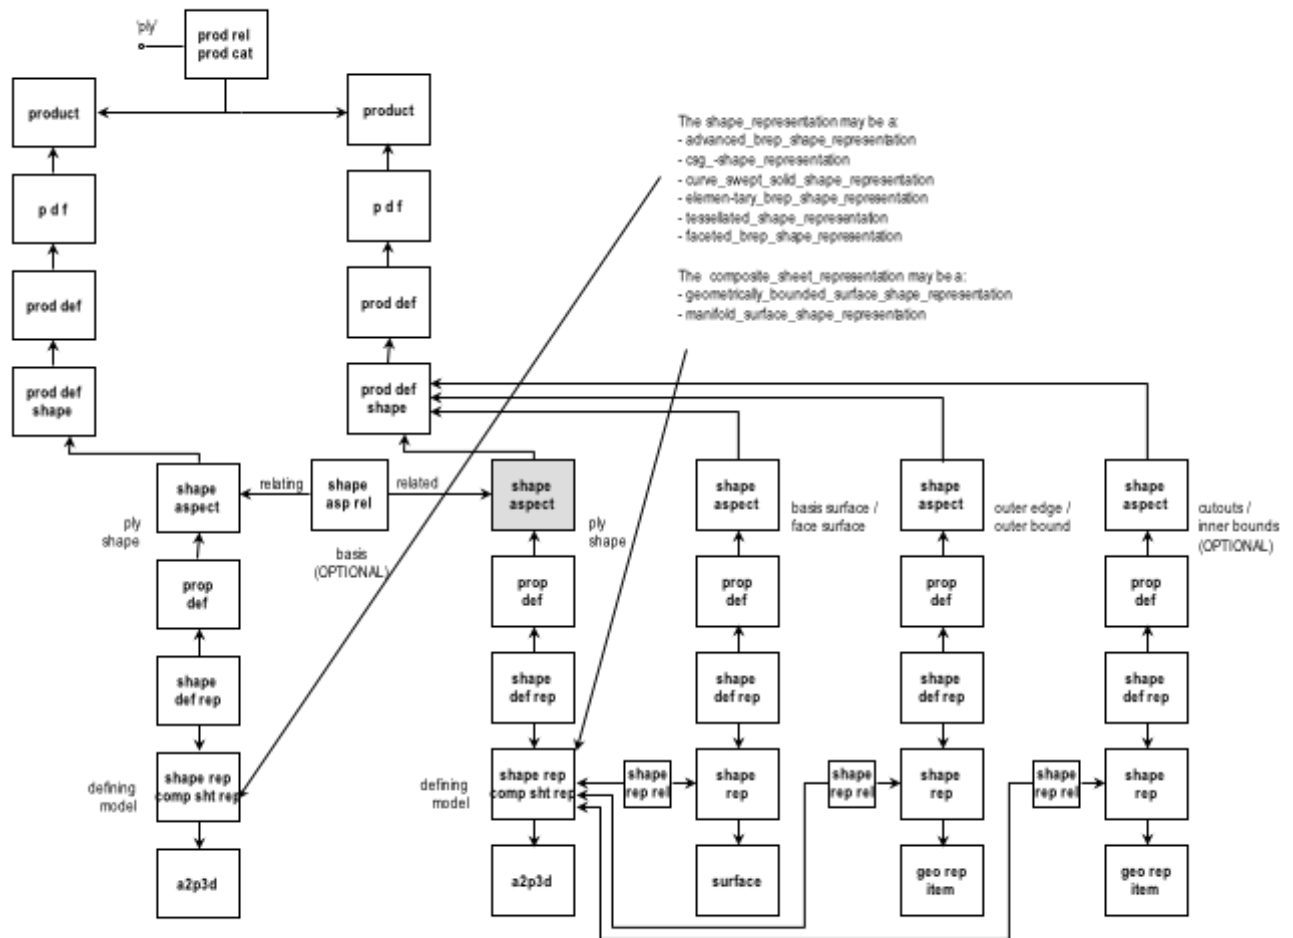 'ply'
prod rel
prod cat
product
product
The shape_representation may be a:
- advanced_brep_shape_representation
- csg_-shape_representation
- curve_swept_solid_shape_representation
- elemen-tary_brep_shape_representation
- tessellated_shape_representation
- faceted_brep_shape_representation
p d f
p d f
The composite_sheet_representation may be a:
- geometrically_bounded_surface_shape_representation
- manifold_surface_shape_representation
prod def
prod def
prod def
shape
prod def
shape
shape
aspect
relating
shape
asp rel
related
shape
aspect
shape
aspect
shape
aspect
shape
aspect
ply
shape
basis
(OPTIONAL)
ply
shape
basis surface /
face surface
outer edge /
outer bound
cutouts /
inner bounds
(OPTIONAL)
prop
def
prop
def
prop
def
prop
def
prop
def
shape
def rep
shape
def rep
shape
def rep
shape
def rep
shape
def rep
defining
model
shape rep
comp sht rep
defining
model
shape rep
comp sht rep
shape
rep rel
shape
rep
shape
rep rel
shape
rep
shape
rep rel
shape
rep
a2p3d
a2p3d
surface
geo rep
item
geo rep
item